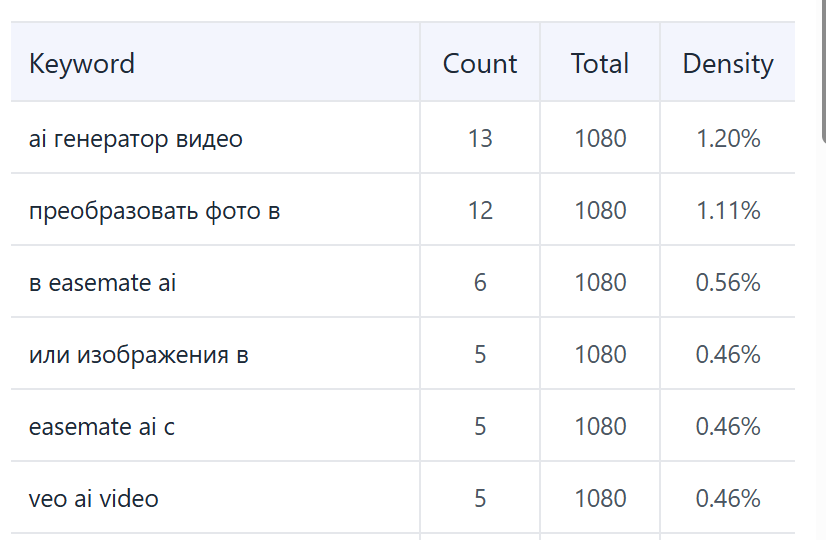 Keyword Count Total Density
ai генератор видео 13 1080 1.20%
преобразовать фото в 12 1080 1.11%
в easemate ai 6 1080 0.56%
или изображения в 5 1080 0.46%
easemate ai с 5 1080 0.46%
veo ai video 5 1080 0.46%